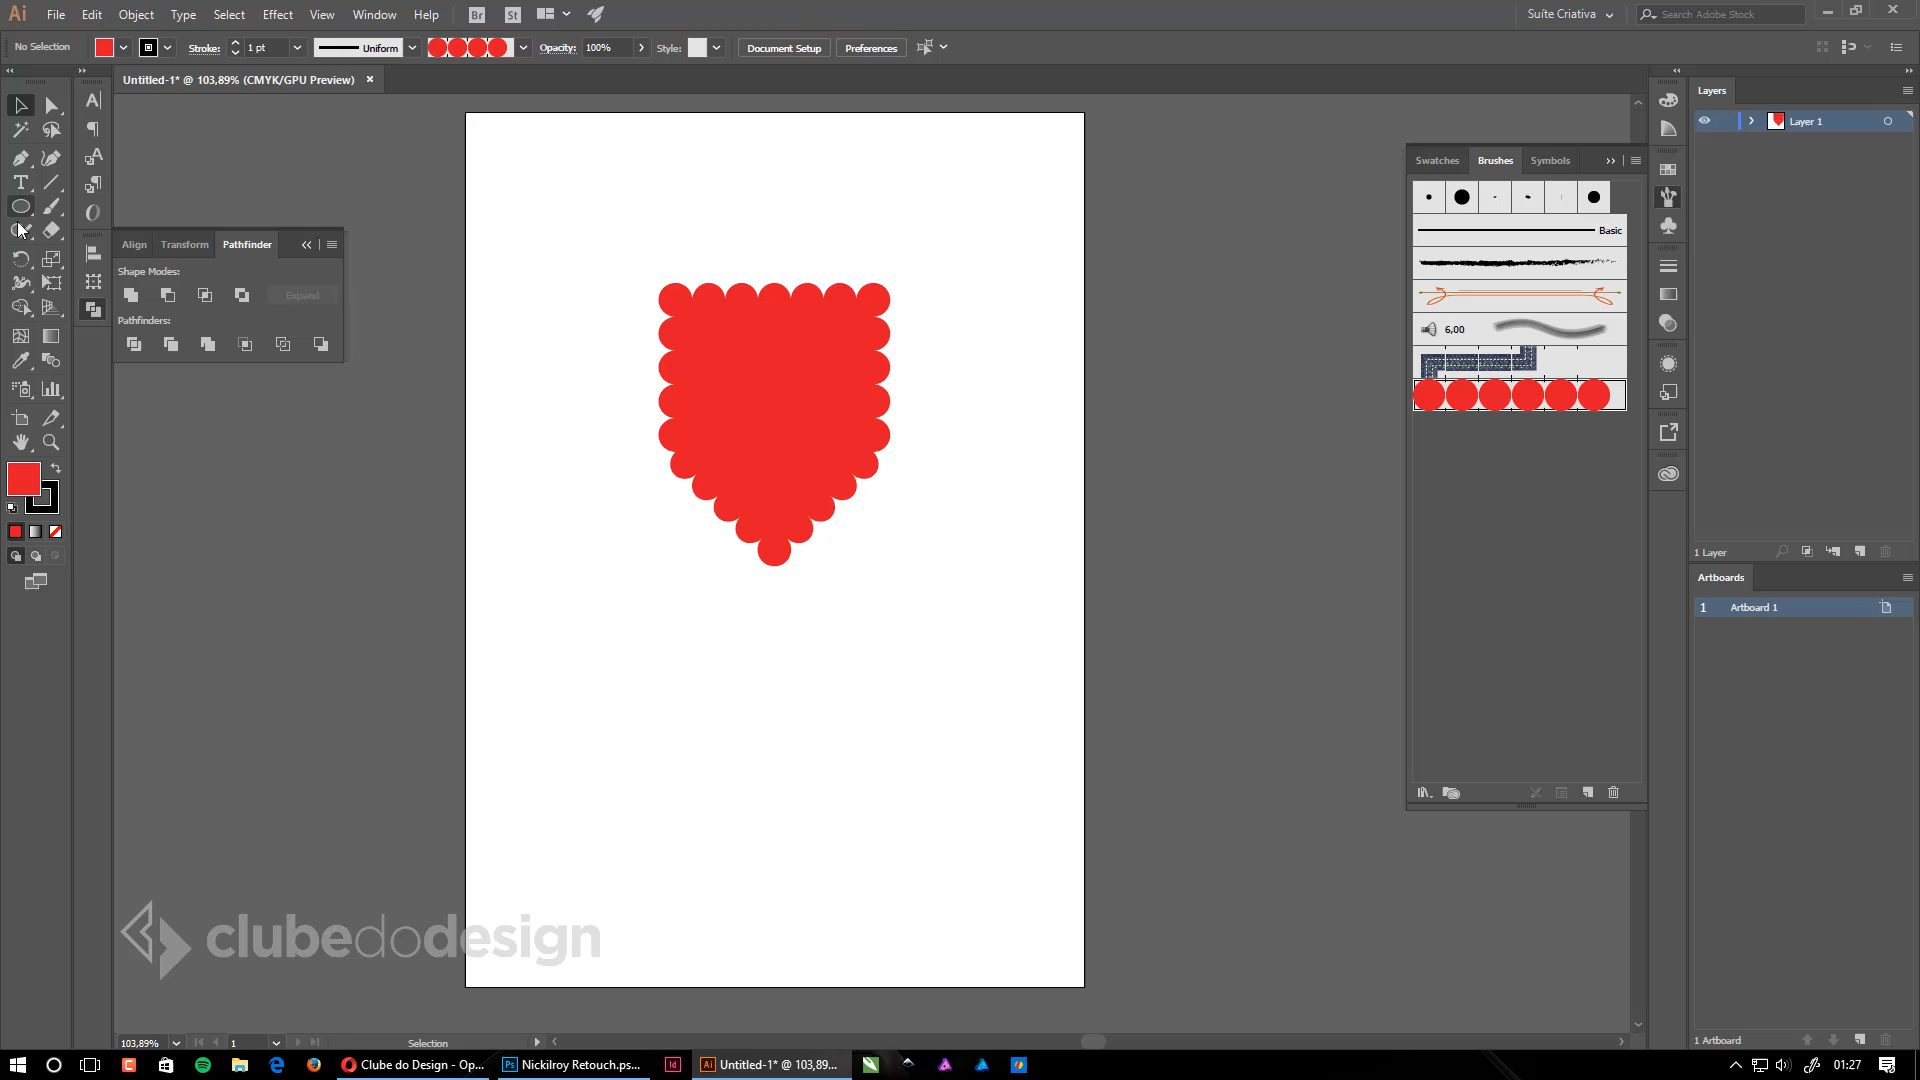 Ai File Edit Object Type Select Effect View Window Help Br St Suíte Criativa Search Adobe Stock
No Selection Stroke: 1 pt Uniform Opacity: 100% Style: Document Setup Preferences
Untitled-1* @ 103,89% (CMYK/GPU Preview)
Align Transform Pathfinder
Shape Modes:
Expand
Pathfinders:
Swatches Brushes Symbols
Basic
6,00
Layers
Layer 1
1 Layer
Artboards
1 Artboard 1
1 Artboard
clubedodesign
103,89% 1 Selection
Clube do Design - Op... Ps Nickilroy Retouch.ps... Id Ai Untitled-1* @ 103,89... 01:27